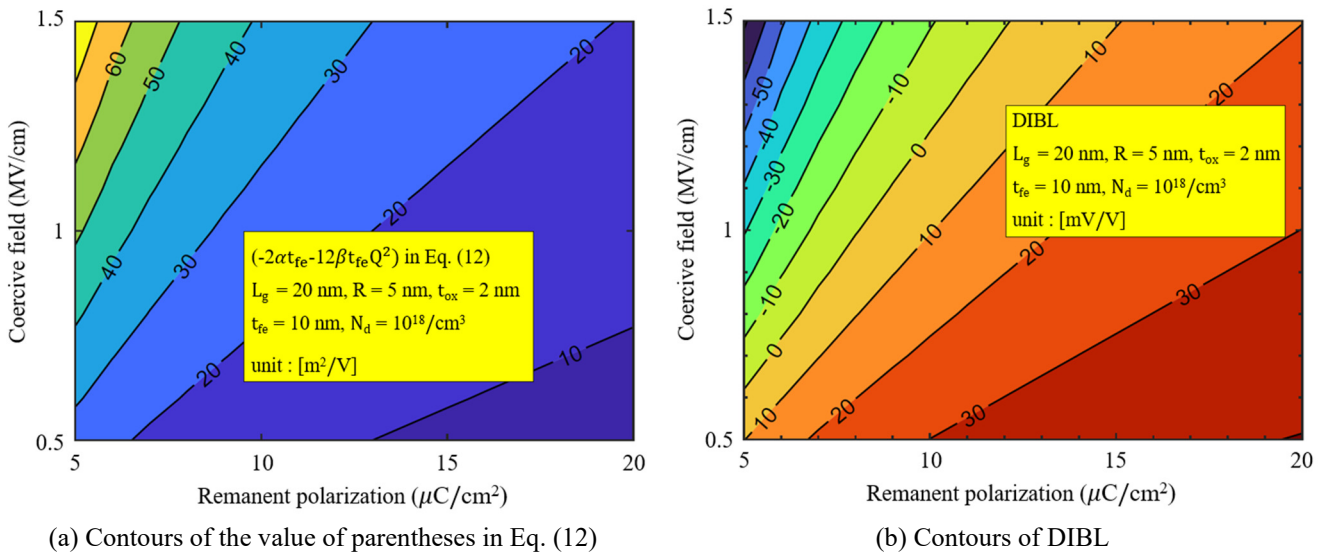 1.5
1
0.5
5
10
15
20
Coercive field (MV/cm)
Remanent polarization (μC/cm²)
60
50
40
30
20
40
30
20
20
10
(-2αt_fe-12βt_feQ²) in Eq. (12)
L_g = 20 nm, R = 5 nm, t_ox = 2 nm
t_fe = 10 nm, N_d = 10¹⁸/cm³
unit : [m²/V]
(a) Contours of the value of parentheses in Eq. (12)
1.5
1
0.5
5
10
15
20
Coercive field (MV/cm)
Remanent polarization (μC/cm²)
-50
-40
-30
-20
-10
0
-10
0
10
20
10
20
30
10
20
30
DIBL
L_g = 20 nm, R = 5 nm, t_ox = 2 nm
t_fe = 10 nm, N_d = 10¹⁸/cm³
unit : [mV/V]
(b) Contours of DIBL